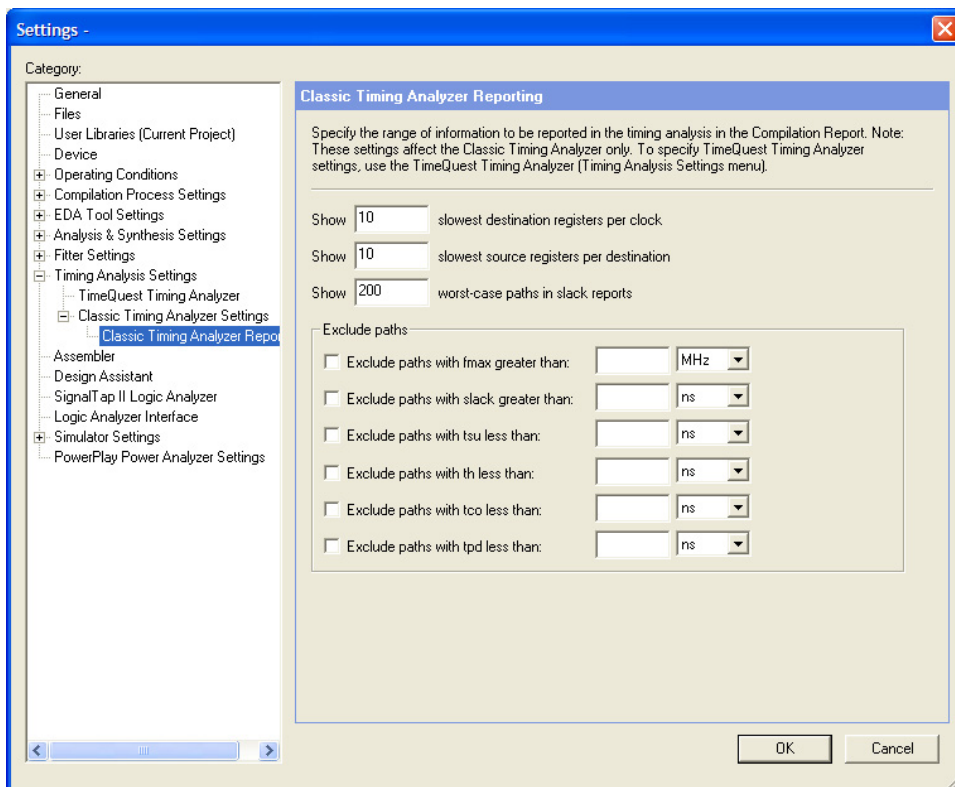 Settings -
Category:
General
Files
User Libraries (Current Project)
Device
Operating Conditions
Compilation Process Settings
EDA Tool Settings
Analysis & Synthesis Settings
Fitter Settings
Timing Analysis Settings
TimeQuest Timing Analyzer
Classic Timing Analyzer Settings
Classic Timing Analyzer Repo
Assembler
Design Assistant
SignalTap II Logic Analyzer
Logic Analyzer Interface
Simulator Settings
PowerPlay Power Analyzer Settings
Classic Timing Analyzer Reporting
Specify the range of information to be reported in the timing analysis in the Compilation Report. Note:
These settings affect the Classic Timing Analyzer only. To specify TimeQuest Timing Analyzer
settings, use the TimeQuest Timing Analyzer (Timing Analysis Settings menu).
Show 10 slowest destination registers per clock
Show 10 slowest source registers per destination
Show 200 worst-case paths in slack reports
Exclude paths
Exclude paths with fmax greater than: MHz
Exclude paths with slack greater than: ns
Exclude paths with tsu less than: ns
Exclude paths with th less than: ns
Exclude paths with tco less than: ns
Exclude paths with tpd less than: ns
OK Cancel